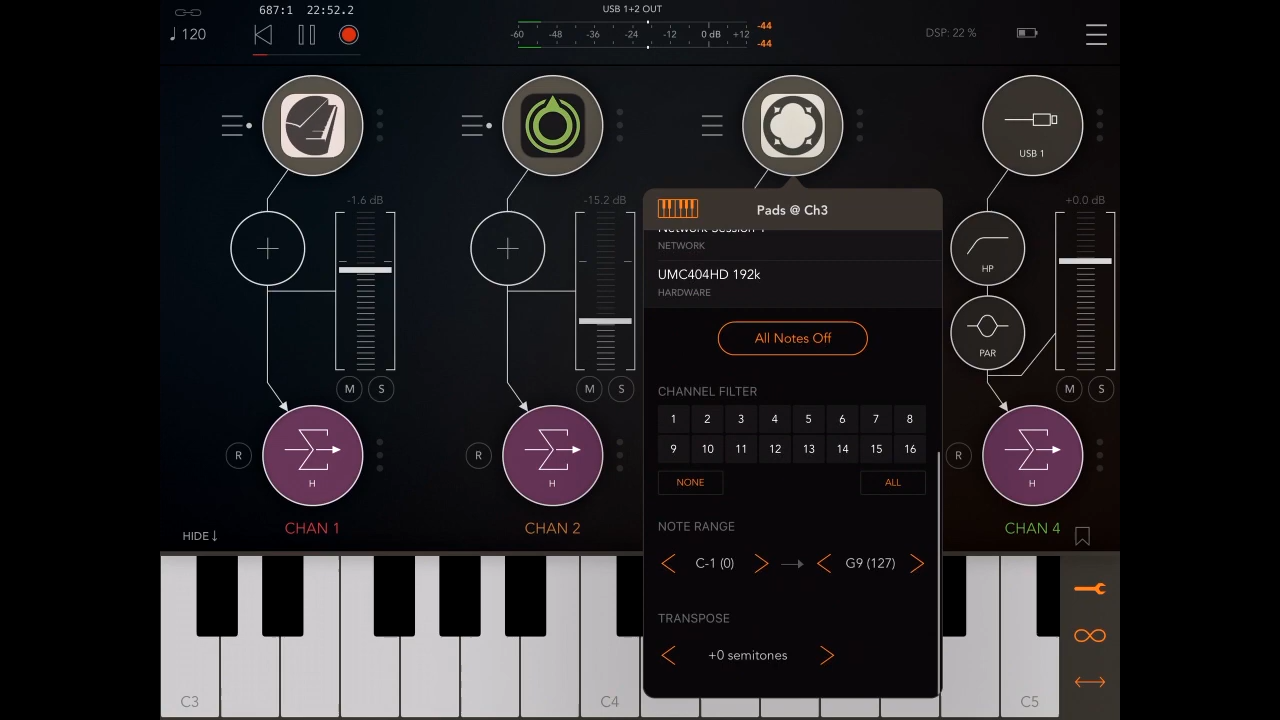 687:1 22:52.2
USB 1+2 OUT
♩120
-60 -48 -36 -24 -12 0 dB +12
-44
-44
DSP: 22 %
USB 1
-1.6 dB
-15.2 dB
+0.0 dB
Pads @ Ch3
Network Session 1
NETWORK
UMC404HD 192k
HARDWARE
HP
All Notes Off
PAR
M S
M S
M S
CHANNEL FILTER
1 2 3 4 5 6 7 8
9 10 11 12 13 14 15 16
NONE ALL
R H
R H
R H
CHAN 1
CHAN 2
CHAN 4
NOTE RANGE
HIDE↓
C-1 (0) → G9 (127)
TRANSPOSE
+0 semitones
C3 C4 C5